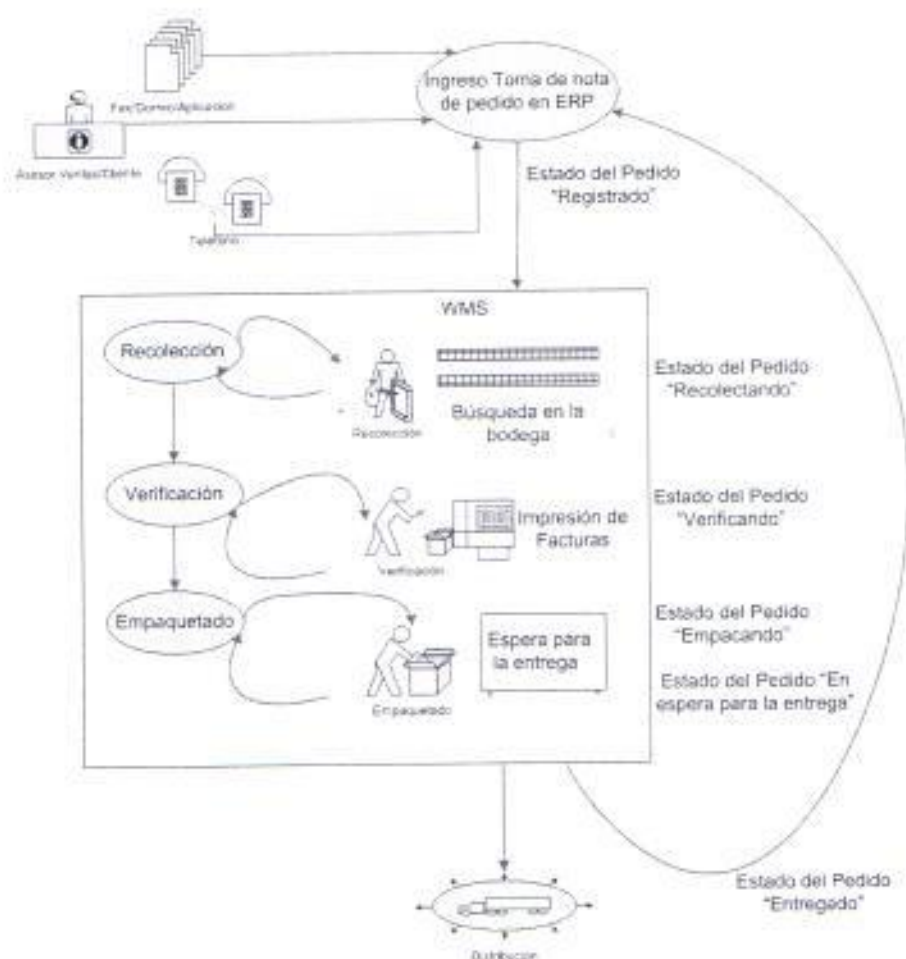 Ingreso Toma de nota
de pedido en ERP
Fax/Correo/Aplicacion
Asesor Ventas/Cliente
Telefono
Estado del Pedido
"Registrado"
WMS
Recolección
Recolección
Búsqueda en la
bodega
Estado del Pedido
"Recolectando"
Verificación
Verificación
Impresión de
Facturas
Estado del Pedido
"Verificando"
Empaquetado
Empaquetado
Espera para
la entrega
Estado del Pedido
"Empacando"
Estado del Pedido "En
espera para la entrega"
Estado del Pedido
"Entregado"
Distribución